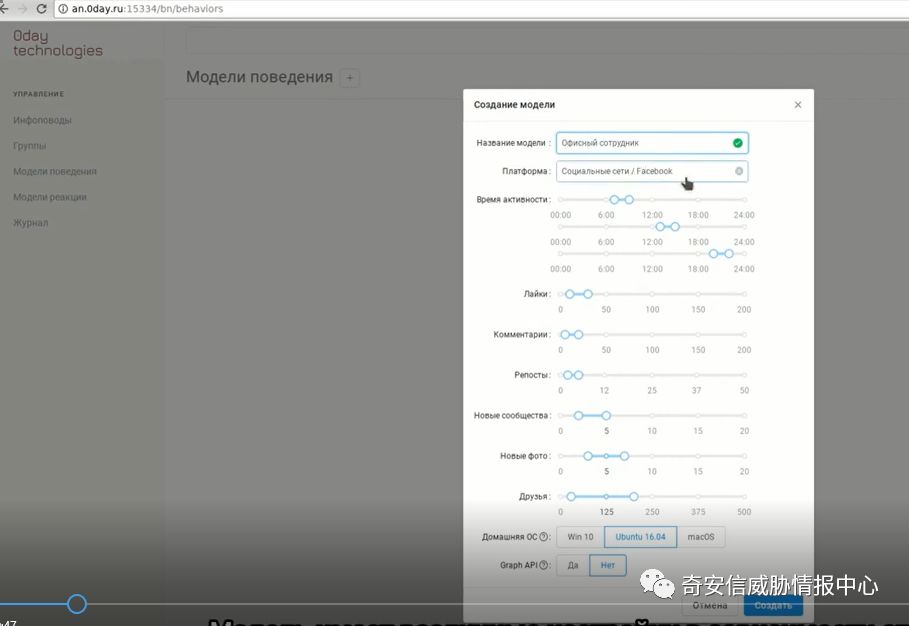 an.0day.ru:15334/bn/behaviors
0day
technologies
Модели поведения +
УПРАВЛЕНИЕ
Инфоповоды
Группы
Модели поведения
Модели реакции
Журнал
Создание модели
Название модели : Офисный сотрудник
Платформа : Социальные сети / Facebook
Время активности :
00:00 6:00 12:00 18:00 24:00
00:00 6:00 12:00 18:00 24:00
00:00 6:00 12:00 18:00 24:00
Лайки :
0 50 100 150 200
Комментарии :
0 50 100 150 200
Репосты :
0 12 25 37 50
Новые сообщества :
0 5 10 15 20
Новые фото :
0 5 10 15 20
Друзья :
0 125 250 375 500
Домашняя ОС : Win 10 Ubuntu 16.04 macOS
Graph API : Да Нет
奇安信威胁情报中心
Отмена Создать